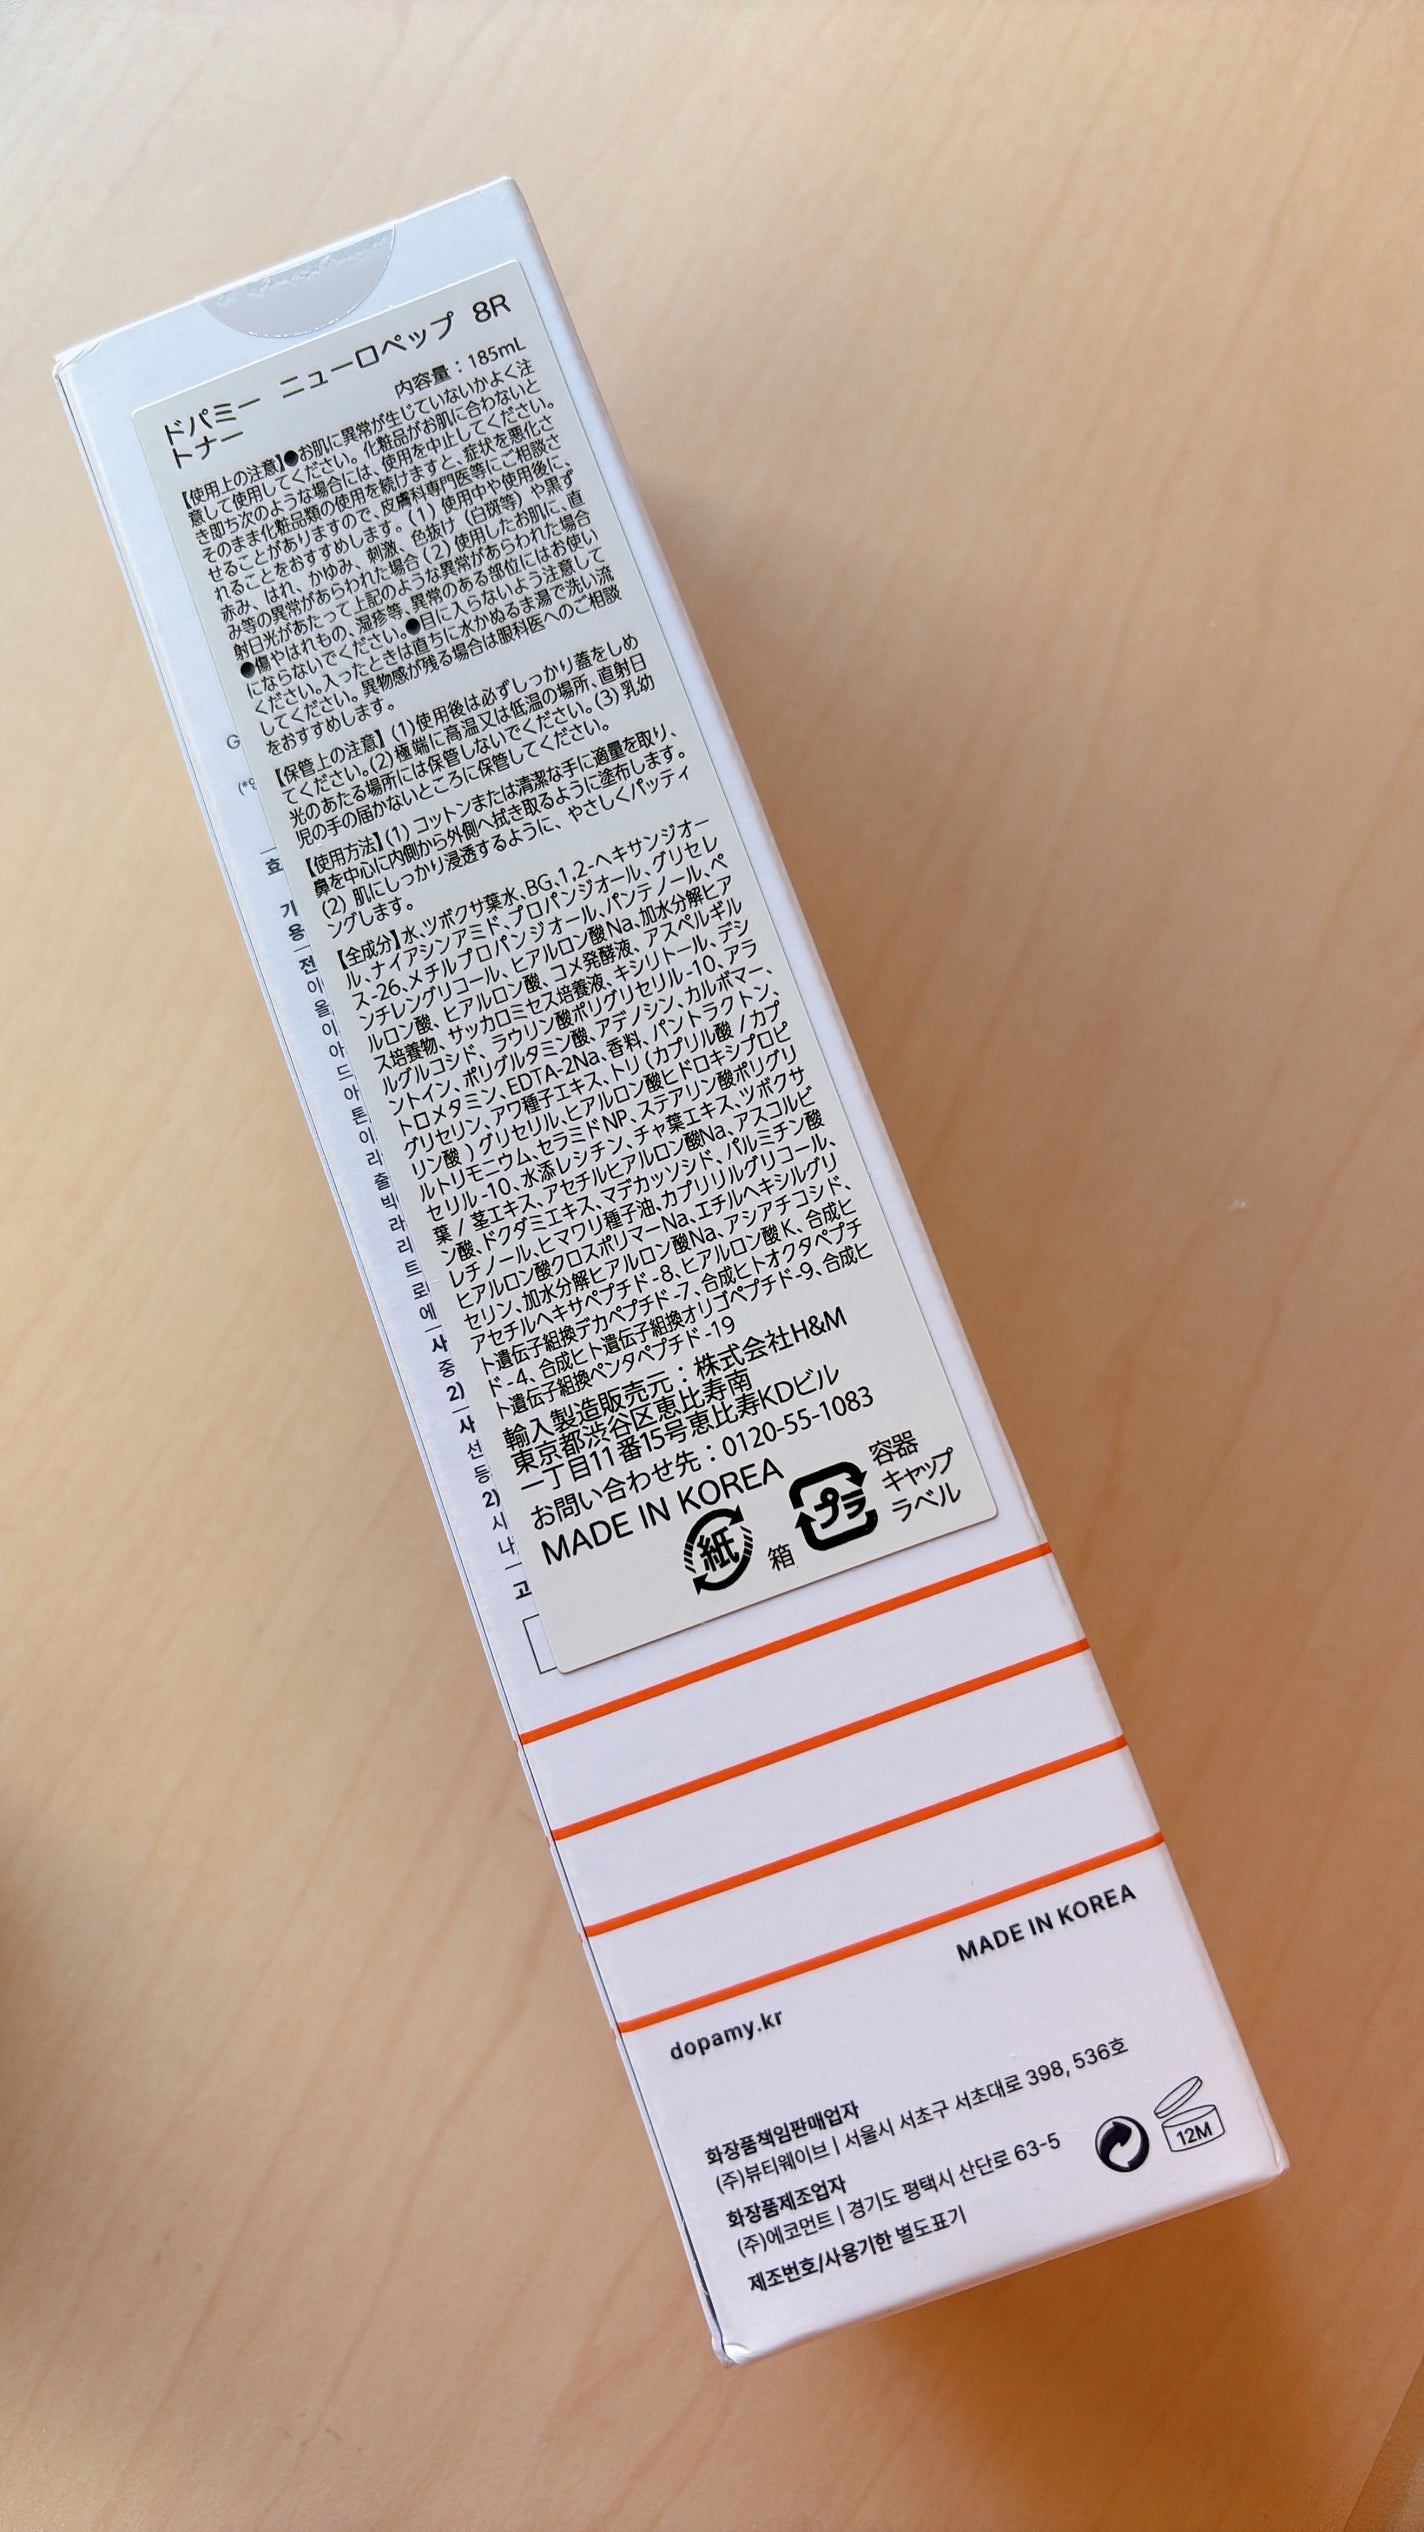 ドパミー ニューロペップ 8R
トナー
内容量：185mL
【使用上の注意】●お肌に異常が生じていないかよく注
意して使用してください。化粧品がお肌に合わないと
き即ち次のような場合には、使用を中止してください。
そのまま化粧品類の使用を続けますと、症状を悪化さ
せることがありますので、皮膚科専門医等にご相談さ
れることをおすすめします。(1) 使用中や使用後に、
赤み、はれ、かゆみ、刺激、色抜け（白斑等）や黒ず
み等の異常があらわれた場合 (2) 使用したお肌に、直
射日光があたって上記のような異常があらわれた場合
●傷やはれもの、湿疹等、異常のある部位にはお使い
にならないでください。●目に入らないよう注意して
ください。入ったときは直ちに水かぬるま湯で洗い流
してください。異物感が残る場合は眼科医へのご相談
をおすすめします。
【保管上の注意】(1)使用後は必ずしっかり蓋をしめ
てください。(2)極端に高温又は低温の場所、直射日
光のあたる場所には保管しないでください。(3)乳幼
児の手の届かないところに保管してください。
【使用方法】(1) コットンまたは清潔な手に適量を取り、
鼻を中心に内側から外側へ拭き取るように塗布します。
(2) 肌にしっかり浸透するように、やさしくパッティ
ングします。
【全成分】水、ツボクサ葉水、BG、1,2-ヘキサンジオー
ル、ナイアシンアミド、プロパンジオール、グリセレ
ス-26、メチルプロパンジオール、パンテノール、ペ
ンチレングリコール、ヒアルロン酸Na、加水分解ヒア
ルロン酸、ヒアルロン酸、コメ発酵液、アスペルギル
ス培養物、サッカロミセス培養液、キシリトール、デシ
ルグルコシド、ラウリン酸ポリグリセリル-10、アラ
ントイン、ポリグルタミン酸、アデノシン、カルボマー、
トロメタミン、EDTA-2Na、香料、パントラクトン、
グリセリン、アワ種子エキス、トリ（カプリル酸 / カプ
リン酸）グリセリル、ヒアルロン酸ヒドロキシプロピ
ルトリモニウム、セラミドNP、ステアリン酸ポリグリ
セリル-10、水添レシチン、チャ葉エキス、ツボクサ
葉 / 茎エキス、アセチルヒアルロン酸Na、アスコルビ
ン酸、ドクダミエキス、マデカッソシド、パルミチン酸
レチノール、ヒマワリ種子油、カプリリルグリコール、
ヒアルロン酸クロスポリマーNa、エチルヘキシルグリ
セリン、加水分解ヒアルロン酸Na、アシアチコシド、
アセチルヘキサペプチド-8、ヒアルロン酸K、合成ヒ
ト遺伝子組換デカペプチド-7、合成ヒトオクタペプチ
ド-4、合成ヒト遺伝子組換オリゴペプチド-9、合成ヒ
ト遺伝子組換ペンタペプチド-19
輸入製造販売元：株式会社H&M
東京都渋谷区恵比寿南
一丁目11番15号恵比寿KDビル
お問い合わせ先：0120-55-1083
MADE IN KOREA
紙 箱 プラ 容器
キャップ
ラベル
MADE IN KOREA
dopamy.kr
화장품책임판매업자
(주)뷰티웨이브 | 서울시 서초구 서초대로 398, 536호
화장품제조업자
(주)에코먼트 | 경기도 평택시 산단로 63-5
제조번호/사용기한 별도표기
12M